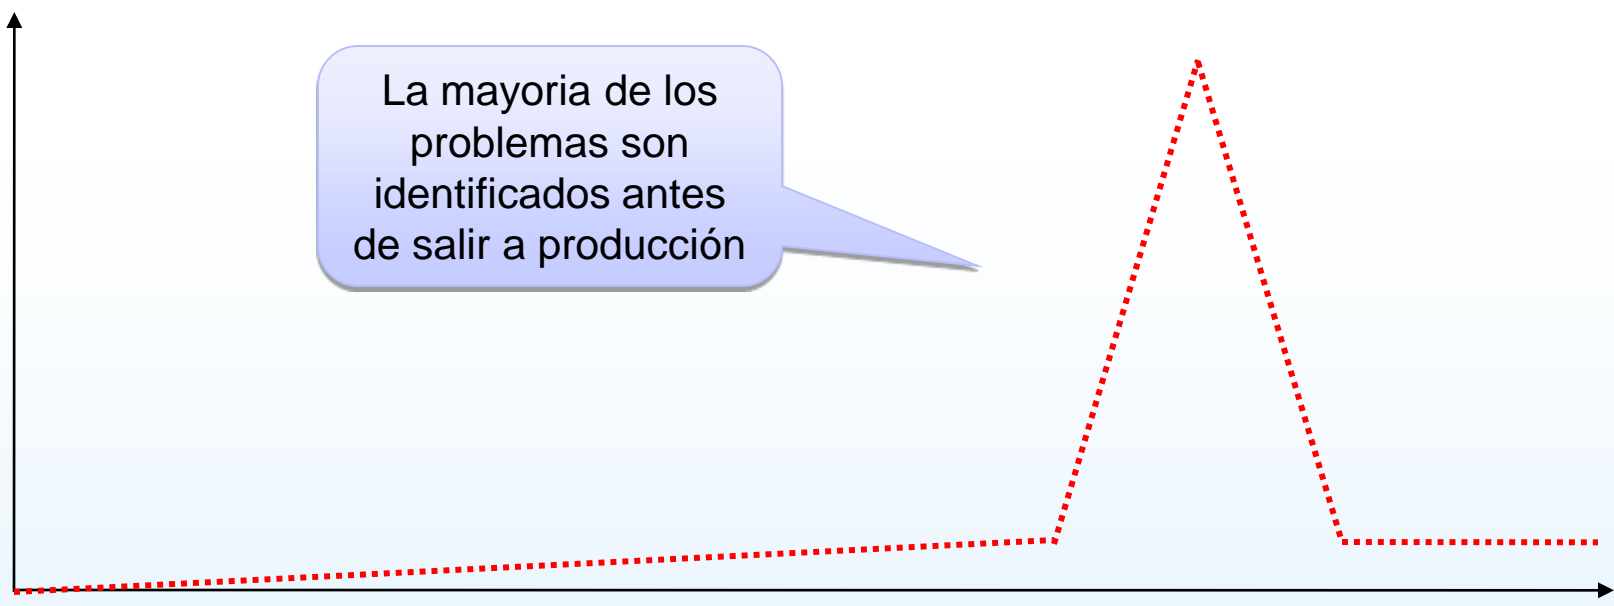 La mayoria de los
problemas son
identificados antes
de salir a producción